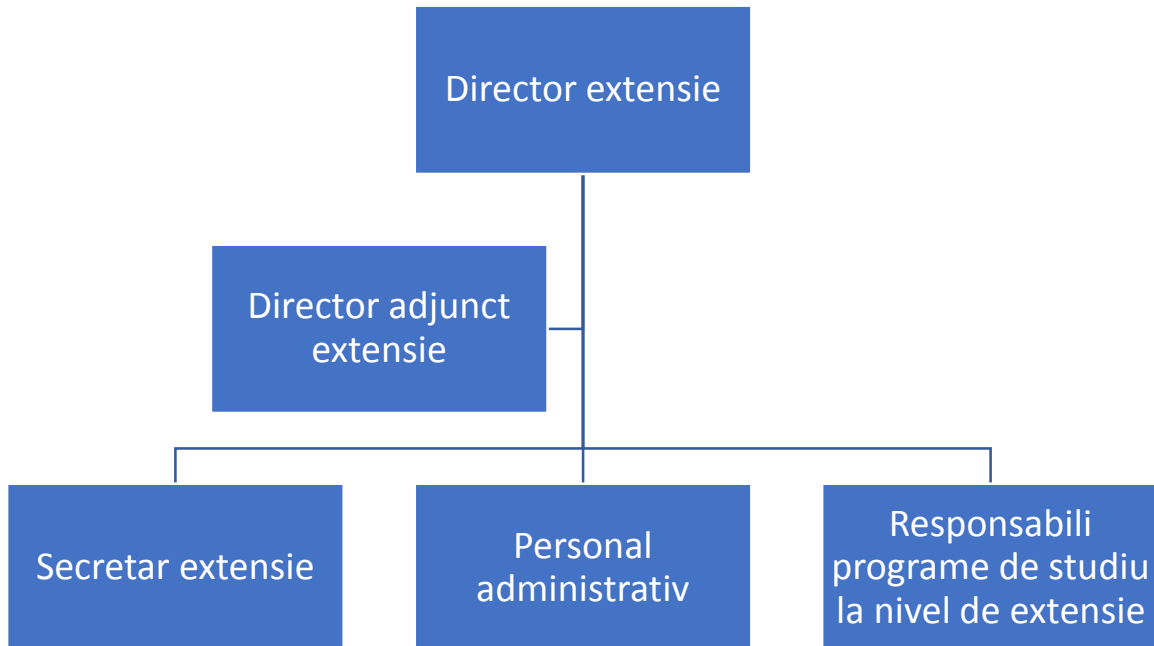 Director extensie
Director adjunct
extensie
Secretar extensie
Personal
administrativ
Responsabili
programe de studiu
la nivel de extensie